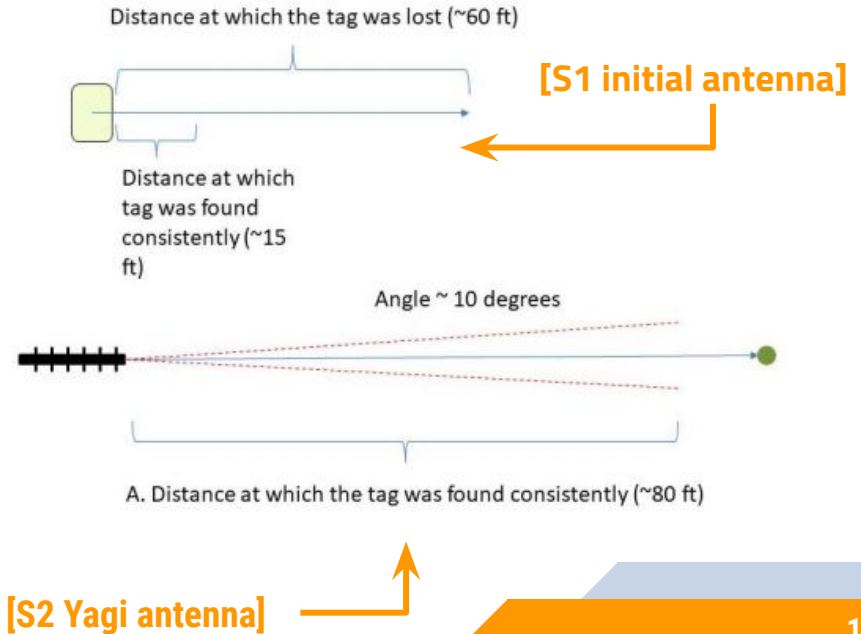 Distance at which the tag was lost (~60 ft)
[S1 initial antenna]
Distance at which
tag was found
consistently (~15
ft)
Angle ~ 10 degrees
A. Distance at which the tag was found consistently (~80 ft)
[S2 Yagi antenna]